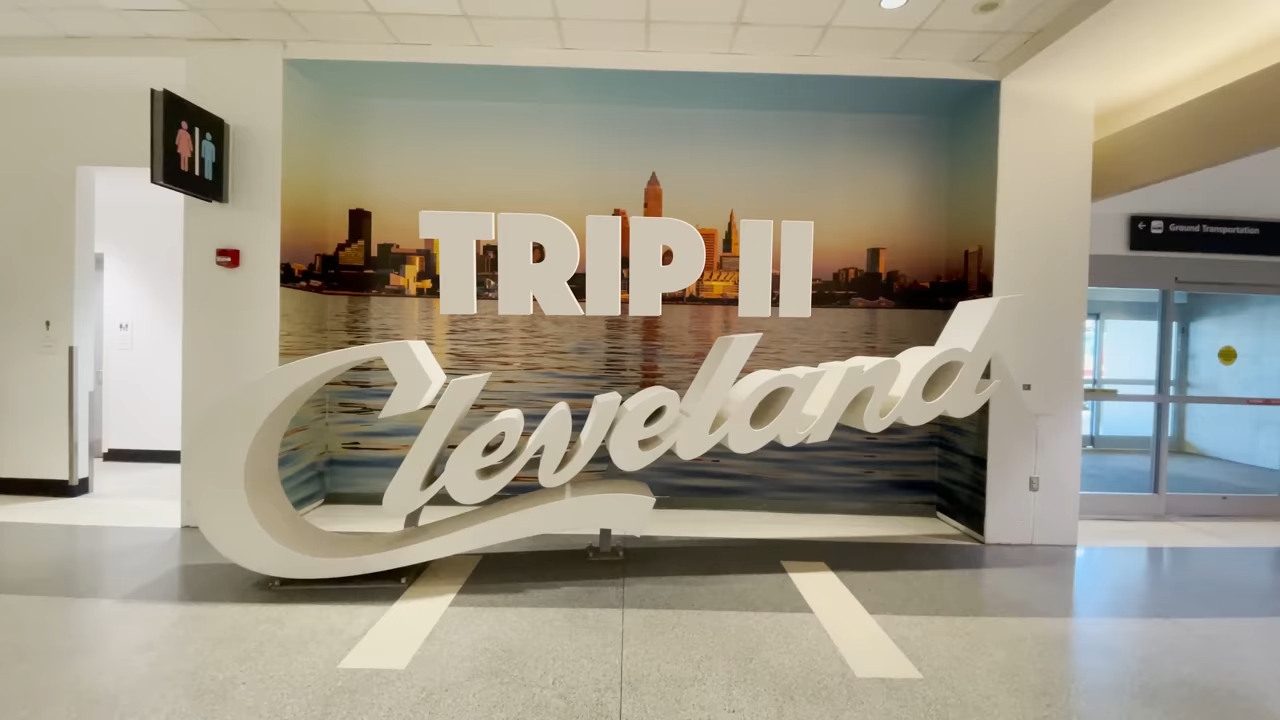 TRIP II
Cleveland
← Ground Transportation